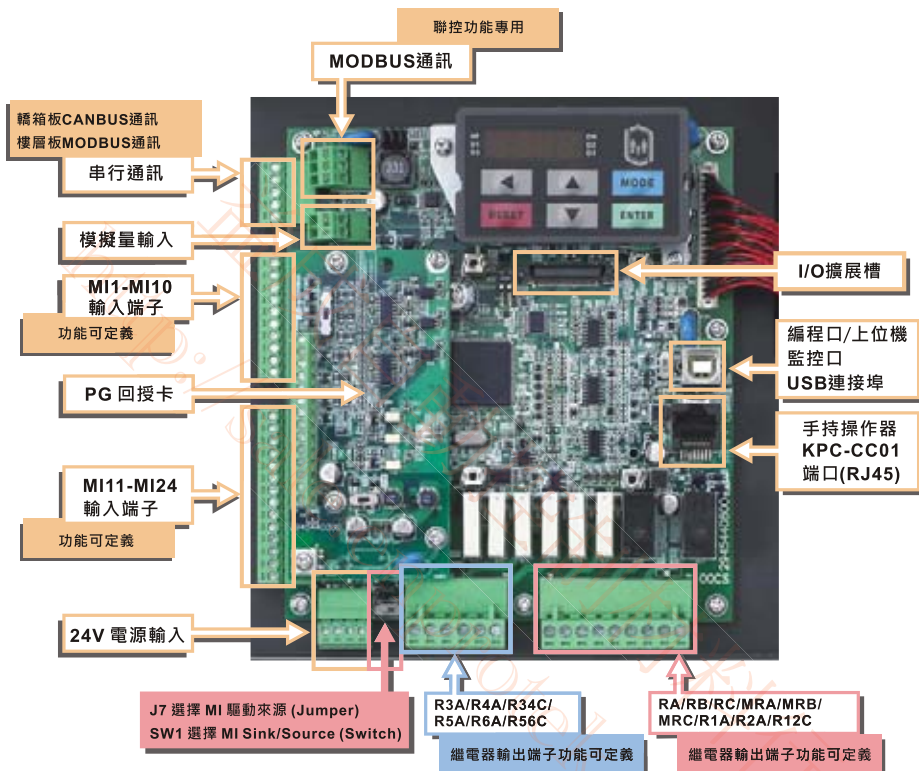 聯控功能專用
MODBUS通訊
轎箱板CANBUS通訊
樓層板MODBUS通訊
串行通訊
模擬量輸入
MI1-MI10
輸入端子
功能可定義
PG 回授卡
MI11-MI24
輸入端子
功能可定義
24V 電源輸入
MODE
RESET
ENTER
I/O擴展槽
編程口/上位機
監控口
USB連接埠
手持操作器
KPC-CC01
端口(RJ45)
J7 選擇 MI 驅動來源 (Jumper)
SW1 選擇 MI Sink/Source (Switch)
R3A/R4A/R34C/
R5A/R6A/R56C
繼電器輸出端子功能可定義
RA/RB/RC/MRA/MRB/
MRC/R1A/R2A/R12C
繼電器輸出端子功能可定義